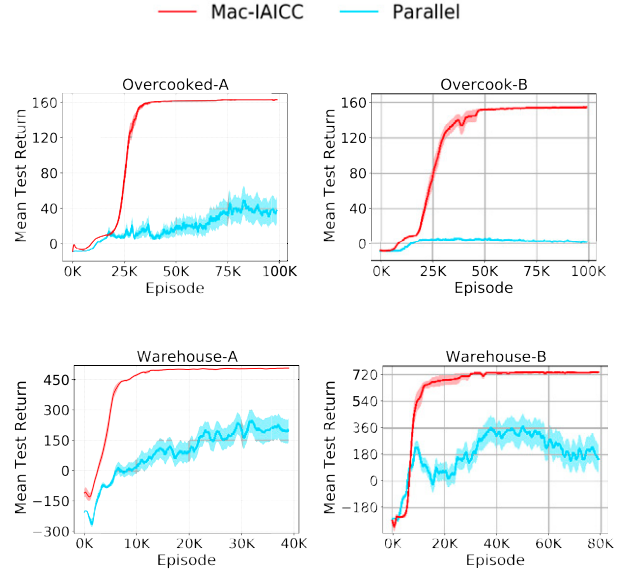 Mac-IAICC Parallel
Overcooked-A
Mean Test Return
160
120
80
40
0
0K 25K 50K 75K 100K
Episode
Overcook-B
Mean Test Return
160
120
80
40
0
0K 25K 50K 75K 100K
Episode
Warehouse-A
Mean Test Return
450
300
150
0
−150
−300
0K 10K 20K 30K 40K
Episode
Warehouse-B
Mean Test Return
720
540
360
180
0
−180
0K 20K 40K 60K 80K
Episode